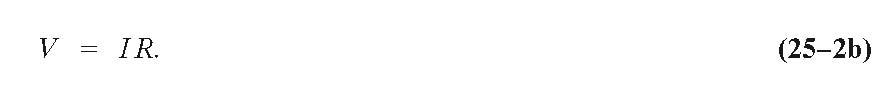 V = IR. (25–2b)